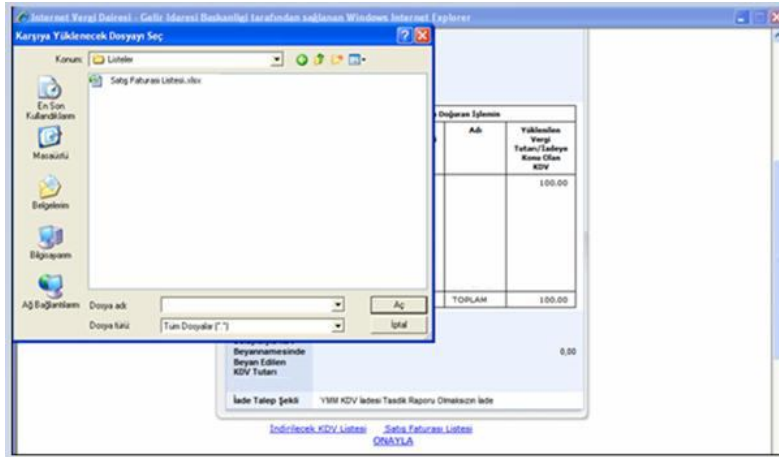 Internet Vergi Dairesi - Gelir İdaresi Başkanlığı tarafından sağlanan Windows Internet Explorer
Karşıya Yüklenecek Dosyayı Seç
Konum: Listeler
Satış Faturası Listesi.xlsx
En Son
Kullandıklarım
Masaüstü
Belgelerim
Bilgisayarım
Ağ Bağlantılarım
Dosya adı: Aç
Dosya türü: Tüm Dosyalar (*.*) İptal
Doğuran İşlemin
Adı
Yüklenilen
Vergi
Tutarı/İadeye
Konu Olan
KDV
100.00
TOPLAM 100.00
Beyannamesinde
Beyan Edilen
KDV Tutarı
0,00
İade Talep Şekli YMM KDV İadesi Tasdik Raporu Olmaksızın İade
İndirilecek KDV Listesi Satış Faturası Listesi
ONAYLA